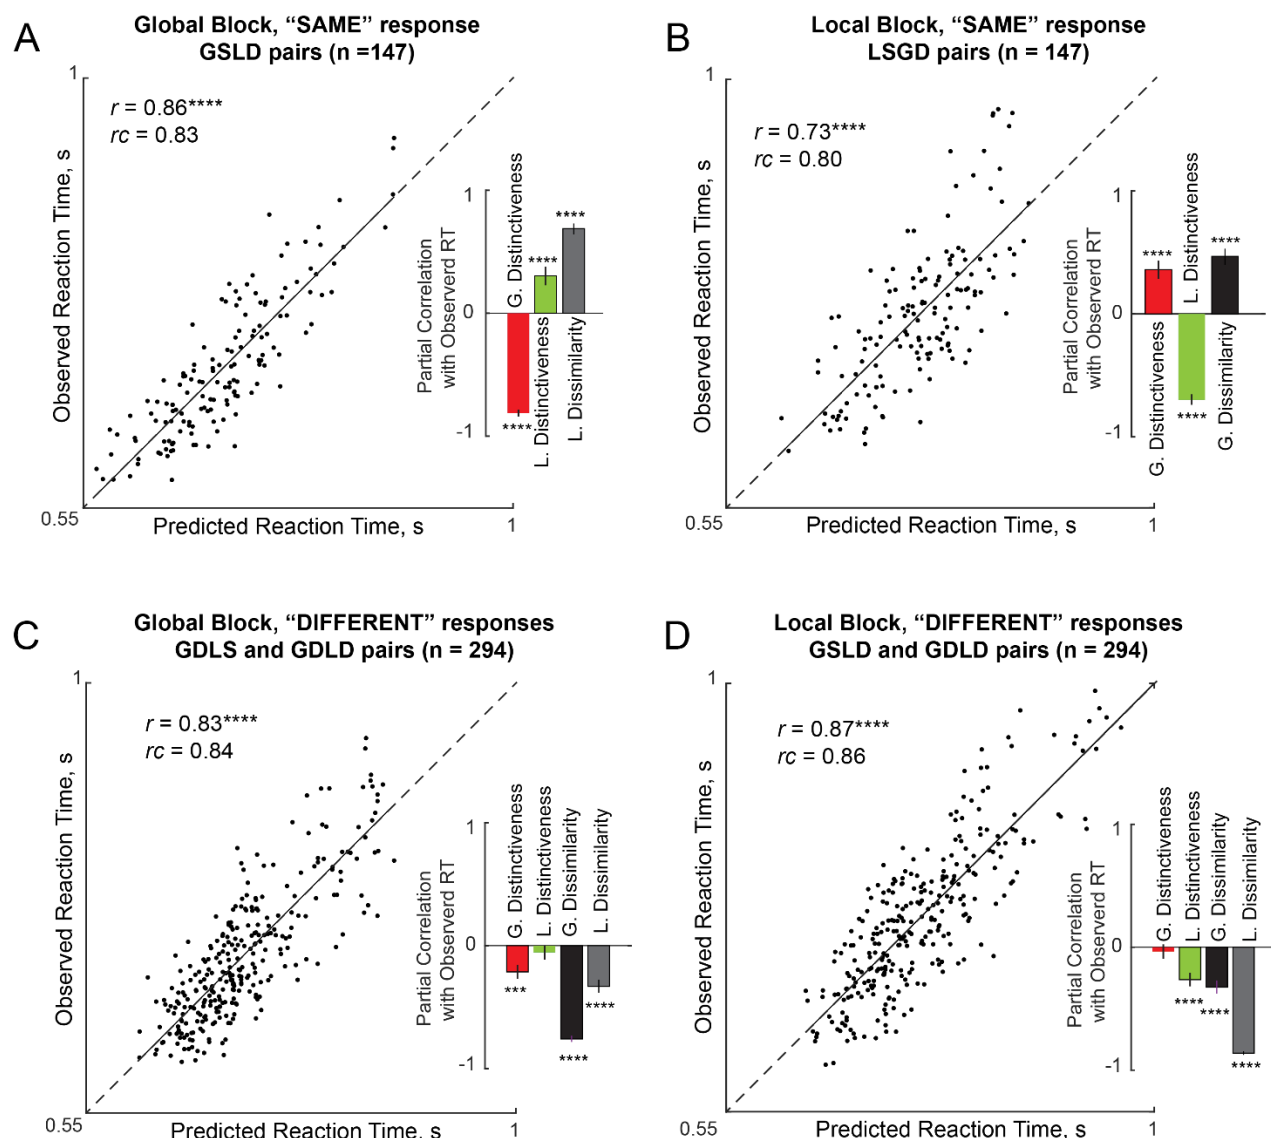 A
Global Block, “SAME” response
GSLD pairs (n =147)
1
r = 0.86****
rc = 0.83
Observed Reaction Time, s
0.55
Predicted Reaction Time, s
1
Partial Correlation
with Observerd RT
1
0
-1
G. Distinctiveness
L. Distinctiveness
L. Dissimilarity
****
****
****
B
Local Block, “SAME” response
LSGD pairs (n = 147)
1
r = 0.73****
rc = 0.80
Observed Reaction Time, s
0.55
Predicted Reaction Time, s
1
Partial Correlation
with Observerd RT
1
0
-1
G. Distinctiveness
L. Distinctiveness
G. Dissimilarity
****
****
****
C
Global Block, “DIFFERENT” responses
GDLS and GDLD pairs (n = 294)
1
r = 0.83****
rc = 0.84
Observed Reaction Time, s
0.55
Predicted Reaction Time, s
1
Partial Correlation
with Observerd RT
1
0
-1
G. Distinctiveness
L. Distinctiveness
G. Dissimilarity
L. Dissimilarity
***
****
****
D
Local Block, “DIFFERENT” responses
GSLD and GDLD pairs (n = 294)
1
r = 0.87****
rc = 0.86
Observed Reaction Time, s
0.55
Predicted Reaction Time, s
1
Partial Correlation
with Observerd RT
1
0
-1
G. Distinctiveness
L. Distinctiveness
G. Dissimilarity
L. Dissimilarity
****
****
****